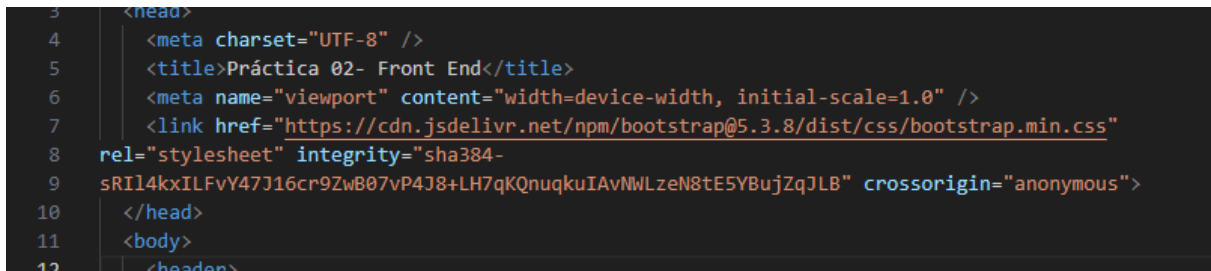 3 <head>
4 <meta charset="UTF-8" />
5 <title>Práctica 02- Front End</title>
6 <meta name="viewport" content="width=device-width, initial-scale=1.0" />
7 <link href="https://cdn.jsdelivr.net/npm/bootstrap@5.3.8/dist/css/bootstrap.min.css"
8 rel="stylesheet" integrity="sha384-
9 sRIl4kxILFvY47J16cr9ZwB07vP4J8+LH7qKQnuqkuIAvNWLzeN8tE5YBujZqJLB" crossorigin="anonymous">
10 </head>
11 <body>
12 <header>